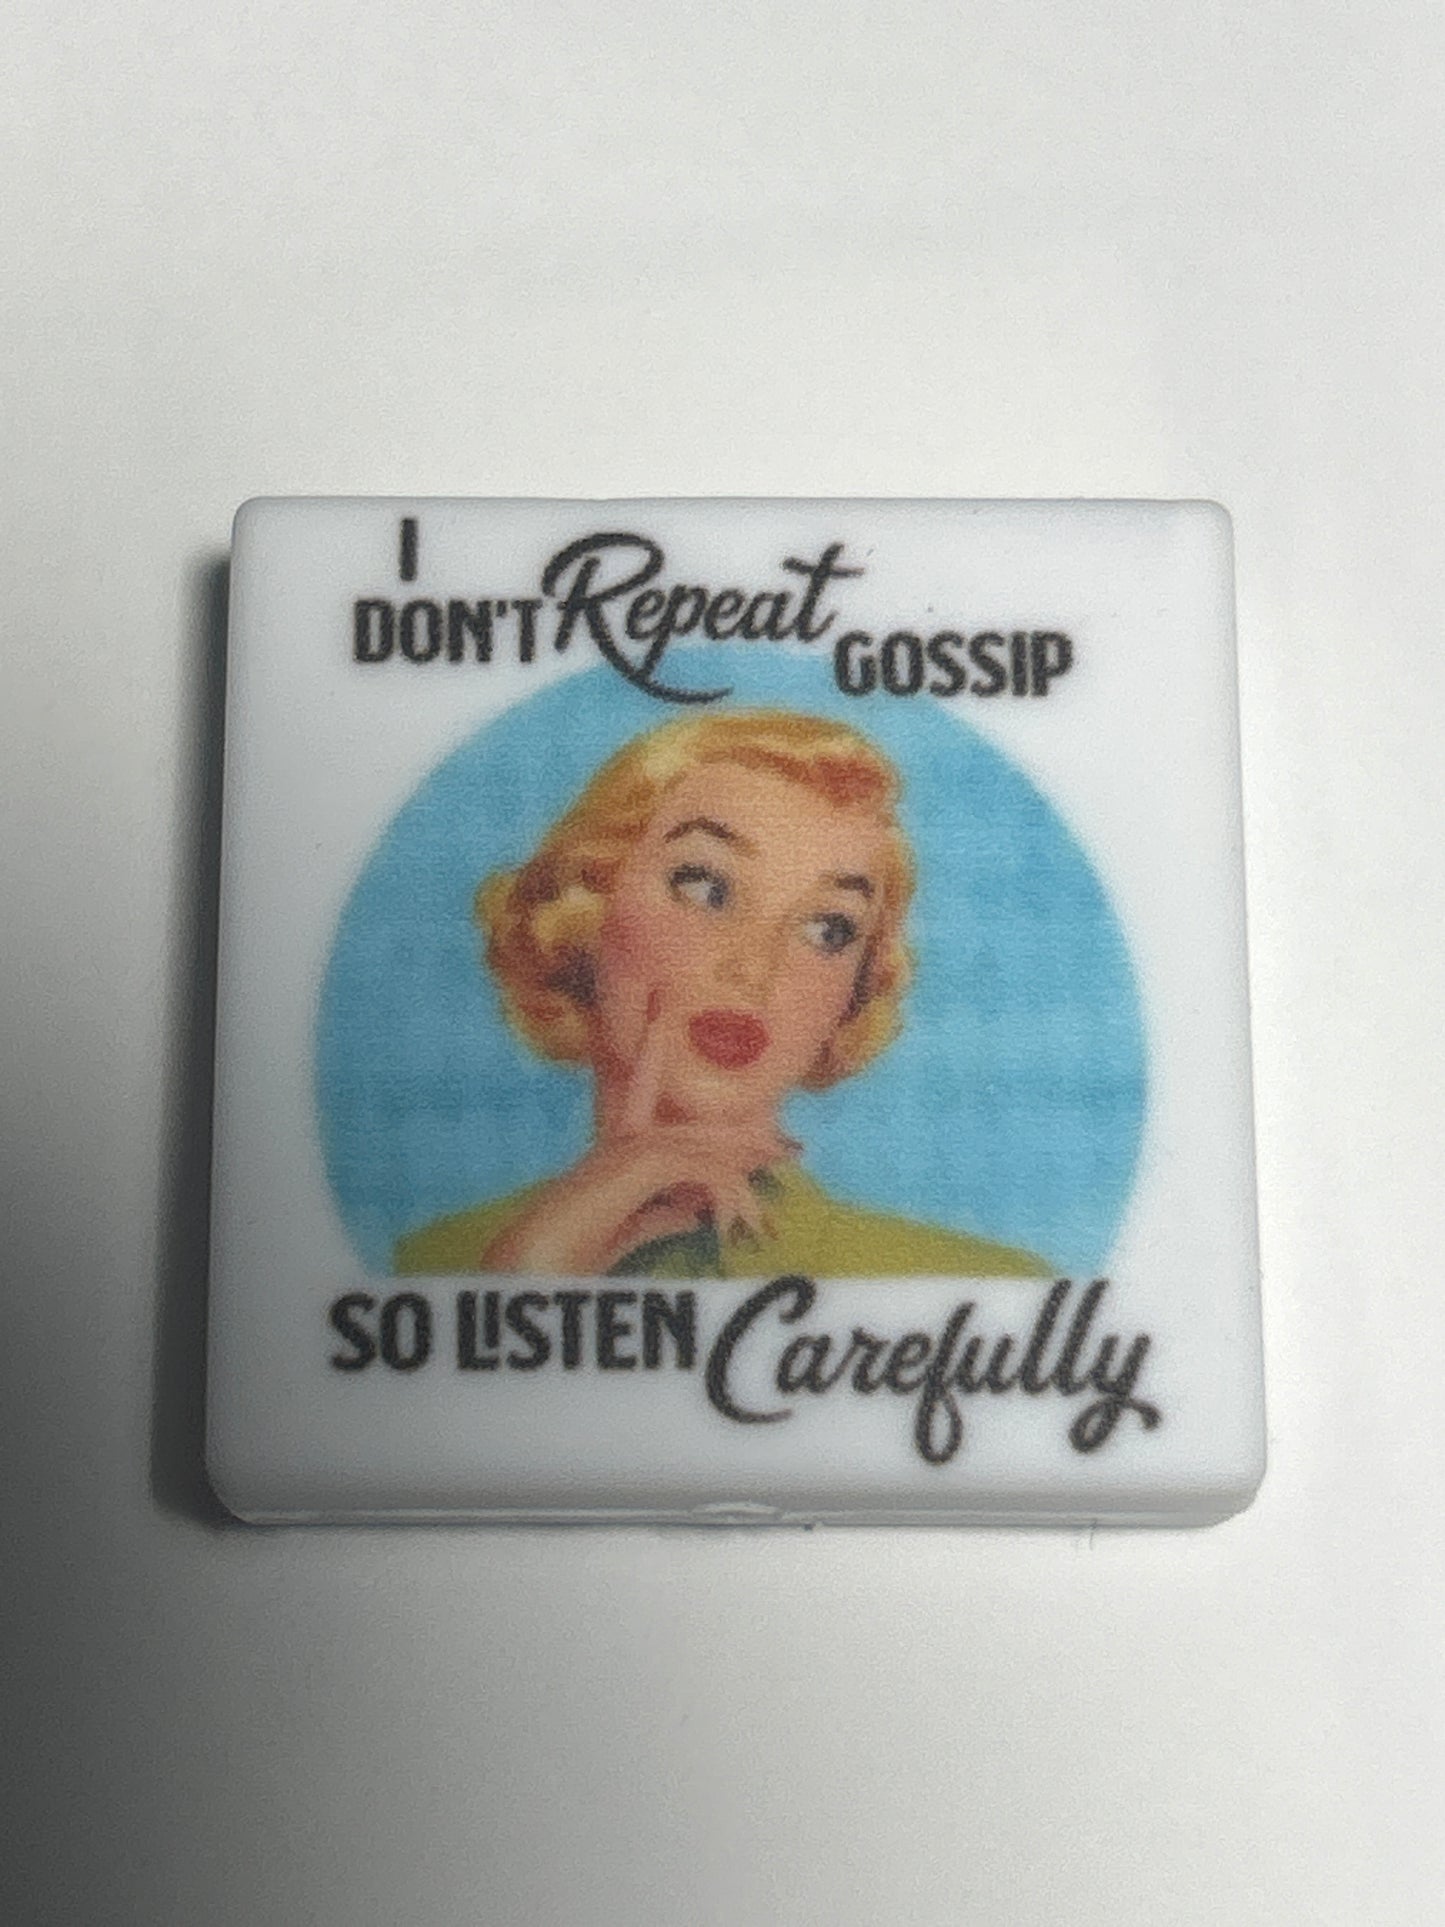 I
DON'T Repeat GOSSIP
SO LISTEN Carefully